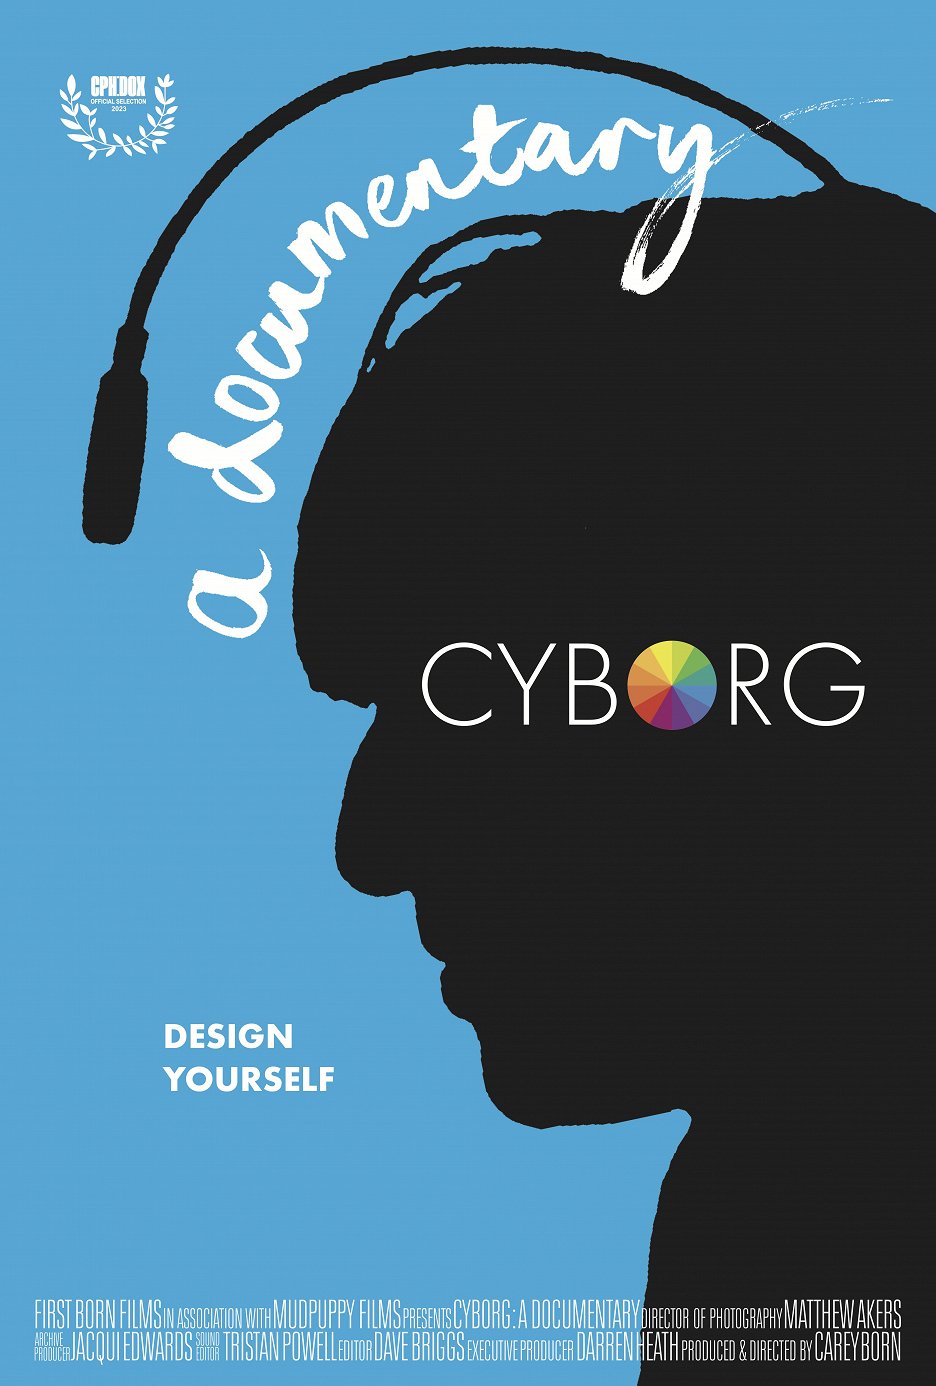 CPH:DOX
OFFICIAL SELECTION
2023
a documentary
CYBORG
DESIGN
YOURSELF
FIRST BORN FILMS IN ASSOCIATION WITH MUDPUPPY FILMS PRESENTS CYBORG: A DOCUMENTARY DIRECTOR OF PHOTOGRAPHY MATTHEW AKERS
ARCHIVE PRODUCER JACQUI EDWARDS SOUND EDITOR TRISTAN POWELL EDITOR DAVE BRIGGS EXECUTIVE PRODUCER DARREN HEATH PRODUCED & DIRECTED BY CAREY BORN